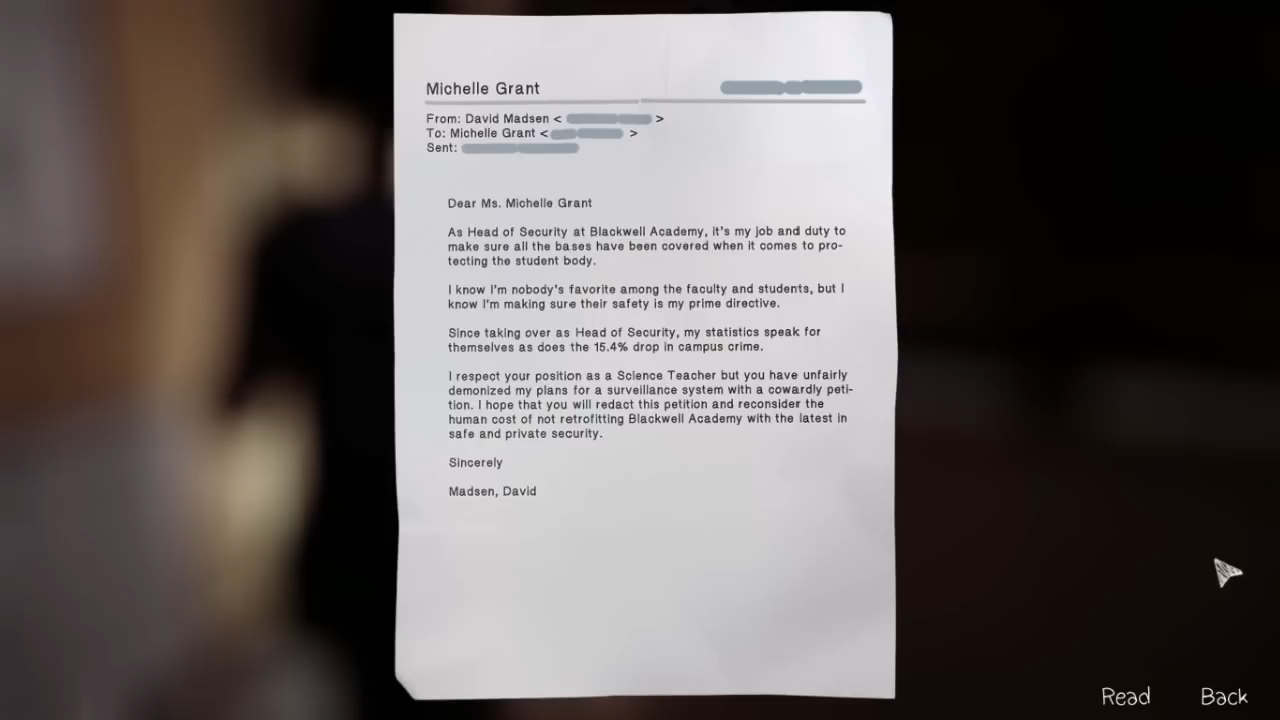 Michelle Grant
From: David Madsen < >
To: Michelle Grant < >
Sent:
Dear Ms. Michelle Grant
As Head of Security at Blackwell Academy, it's my job and duty to
make sure all the bases have been covered when it comes to pro-
tecting the student body.
I know I'm nobody's favorite among the faculty and students, but I
know I'm making sure their safety is my prime directive.
Since taking over as Head of Security, my statistics speak for
themselves as does the 15.4% drop in campus crime.
I respect your position as a Science Teacher but you have unfairly
demonized my plans for a surveillance system with a cowardly peti-
tion. I hope that you will redact this petition and reconsider the
human cost of not retrofitting Blackwell Academy with the latest in
safe and private security.
Sincerely
Madsen, David
Read Back